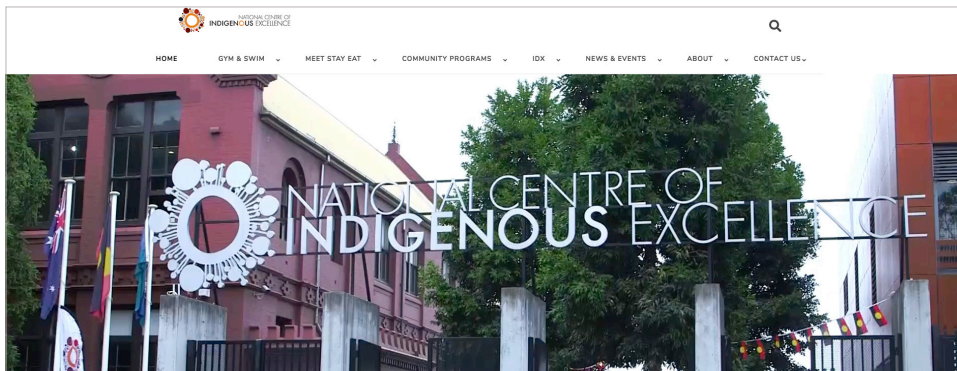 NATIONAL CENTRE OF
INDIGENOUS EXCELLENCE
HOME GYM & SWIM MEET STAY EAT COMMUNITY PROGRAMS IDX NEWS & EVENTS ABOUT CONTACT US
NATIONAL CENTRE OF
INDIGENOUS EXCELLENCE